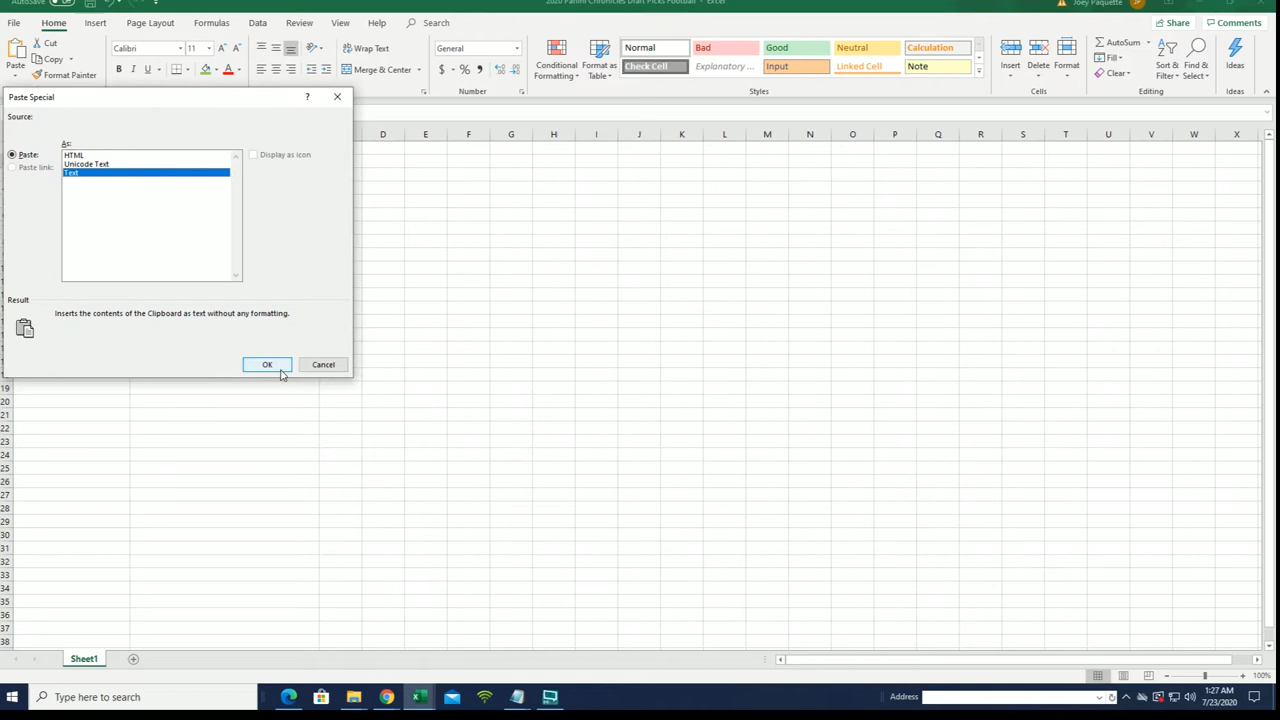 AutoSave Off 2020 Panini Chronicles Draft Picks Football - Excel Joey Paquette JP
File Home Insert Page Layout Formulas Data Review View Help Search Share Comments
Paste Cut Copy Format Painter
Calibri 11 A A
B I U A
Wrap Text
Merge & Center
General
$ % ,
Number
Conditional Formatting
Format as Table
Normal Bad Good Neutral Calculation
Check Cell Explanatory ... Input Linked Cell Note
Styles
Insert Delete Format
Cells
AutoSum
Fill
Clear
Sort & Filter
Find & Select
Editing
Ideas
Ideas
Paste Special ?
Source:
As:
Paste:
Paste link:
HTML
Unicode Text
Text
Display as icon
Result
Inserts the contents of the Clipboard as text without any formatting.
OK Cancel
D E F G H I J K L M N O P Q R S T U V W X
19
20
21
22
23
24
25
26
27
28
29
30
31
32
33
34
35
36
37
38
Sheet1
100%
Type here to search
Address
1:27 AM
7/23/2020